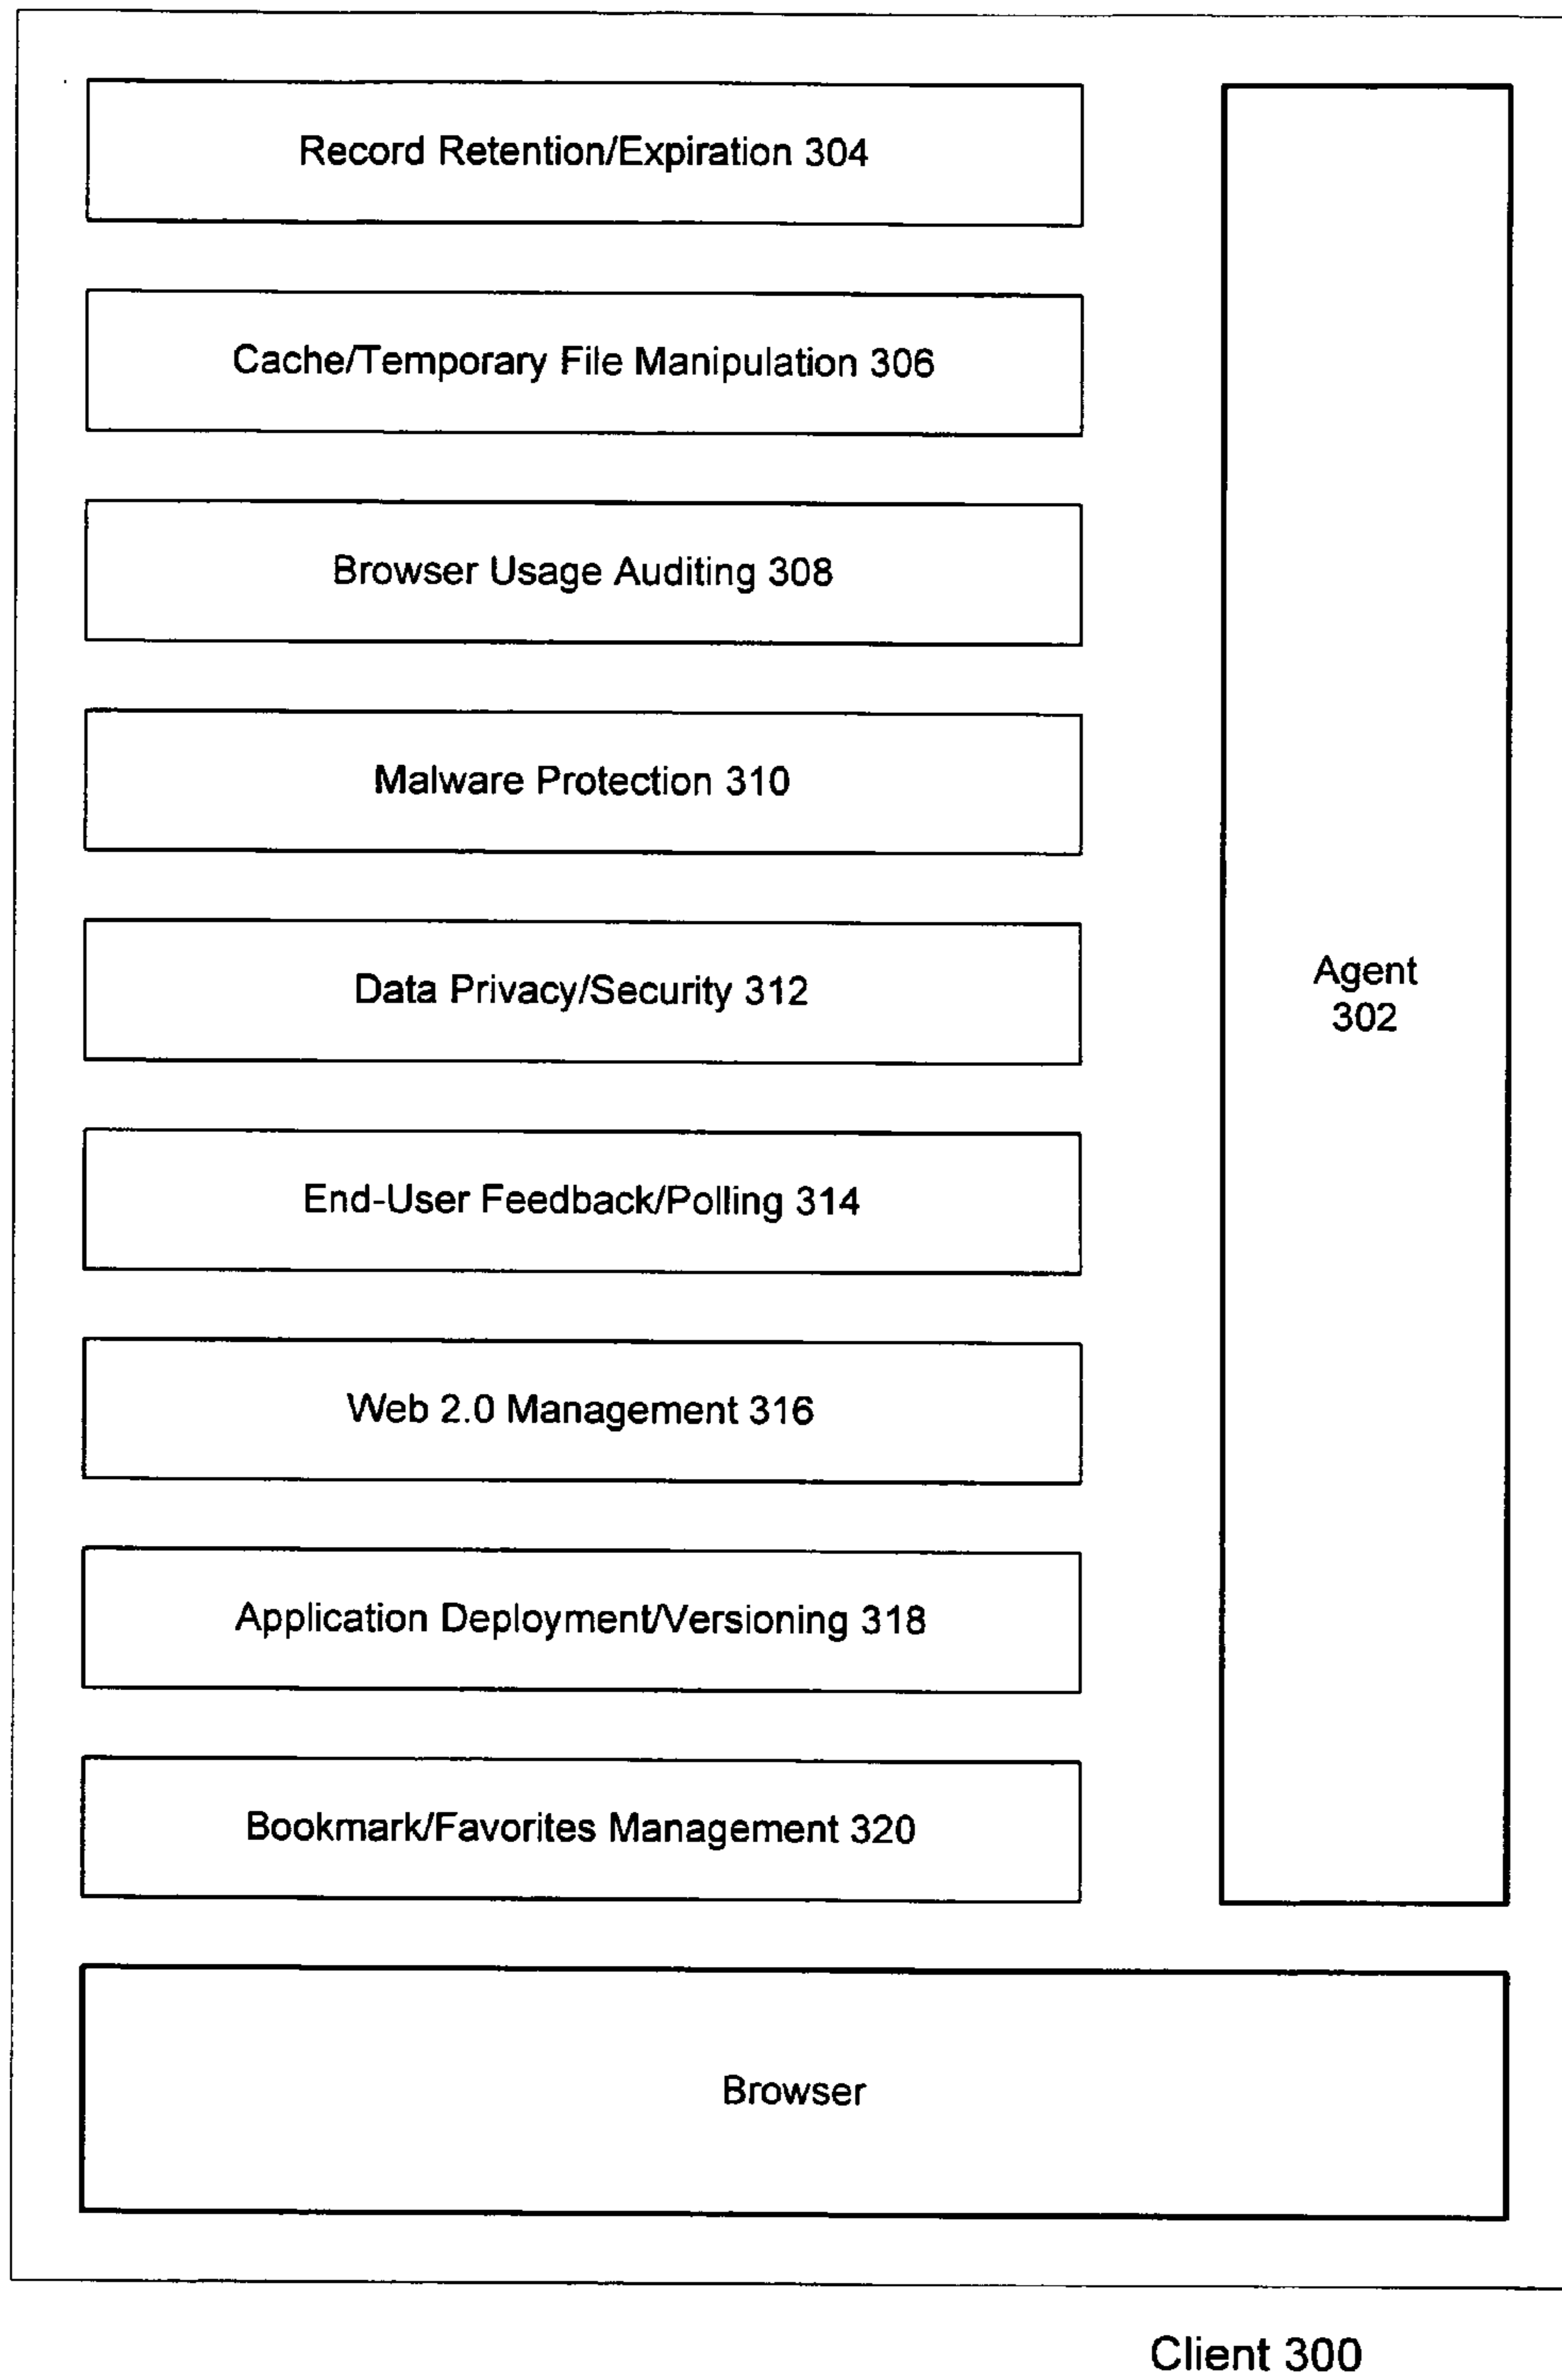 Record Retention/Expiration 304
Cache/Temporary File Manipulation 306
Browser Usage Auditing 308
Malware Protection 310
Data Privacy/Security 312
End-User Feedback/Polling 314
Web 2.0 Management 316
Application Deployment/Versioning 318
Bookmark/Favorites Management 320
Agent
302
Browser
Client 300